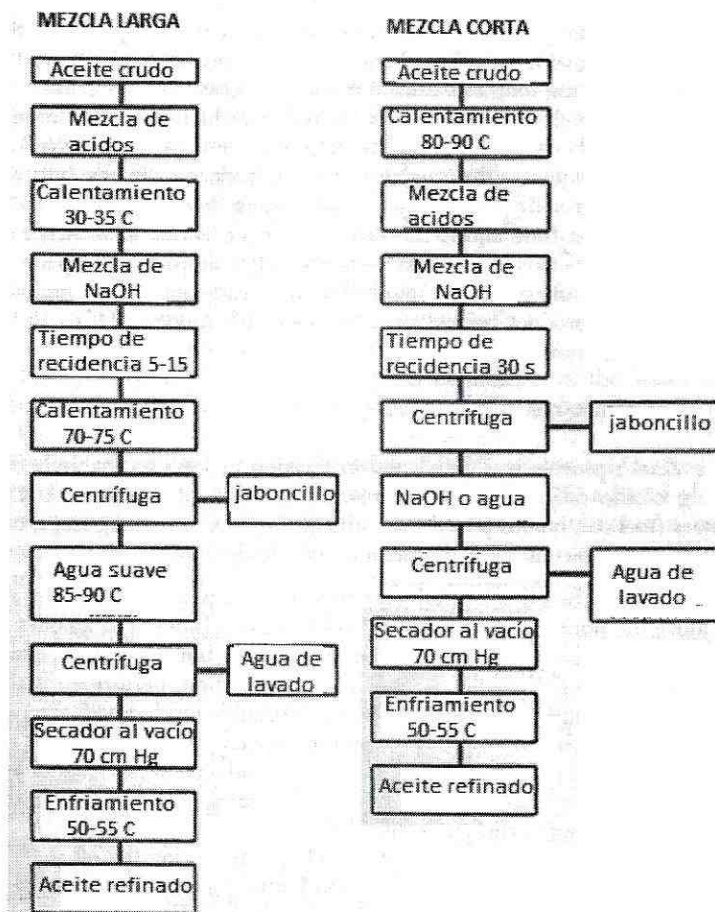 MEZCLA LARGA
Aceite crudo
Mezcla de
acidos
Calentamiento
30-35 C
Mezcla de
NaOH
Tiempo de
recidencia 5-15
Calentamiento
70-75 C
Centrífuga
jaboncillo
Agua suave
85-90 C
Centrífuga
Agua de
lavado
Secador al vacío
70 cm Hg
Enfriamiento
50-55 C
Aceite refinado
MEZCLA CORTA
Aceite crudo
Calentamiento
80-90 C
Mezcla de
acidos
Mezcla de
NaOH
Tiempo de
recidencia 30 s
Centrífuga
jaboncillo
NaOH o agua
Centrífuga
Agua de
lavado
Secador al vacío
70 cm Hg
Enfriamiento
50-55 C
Aceite refinado